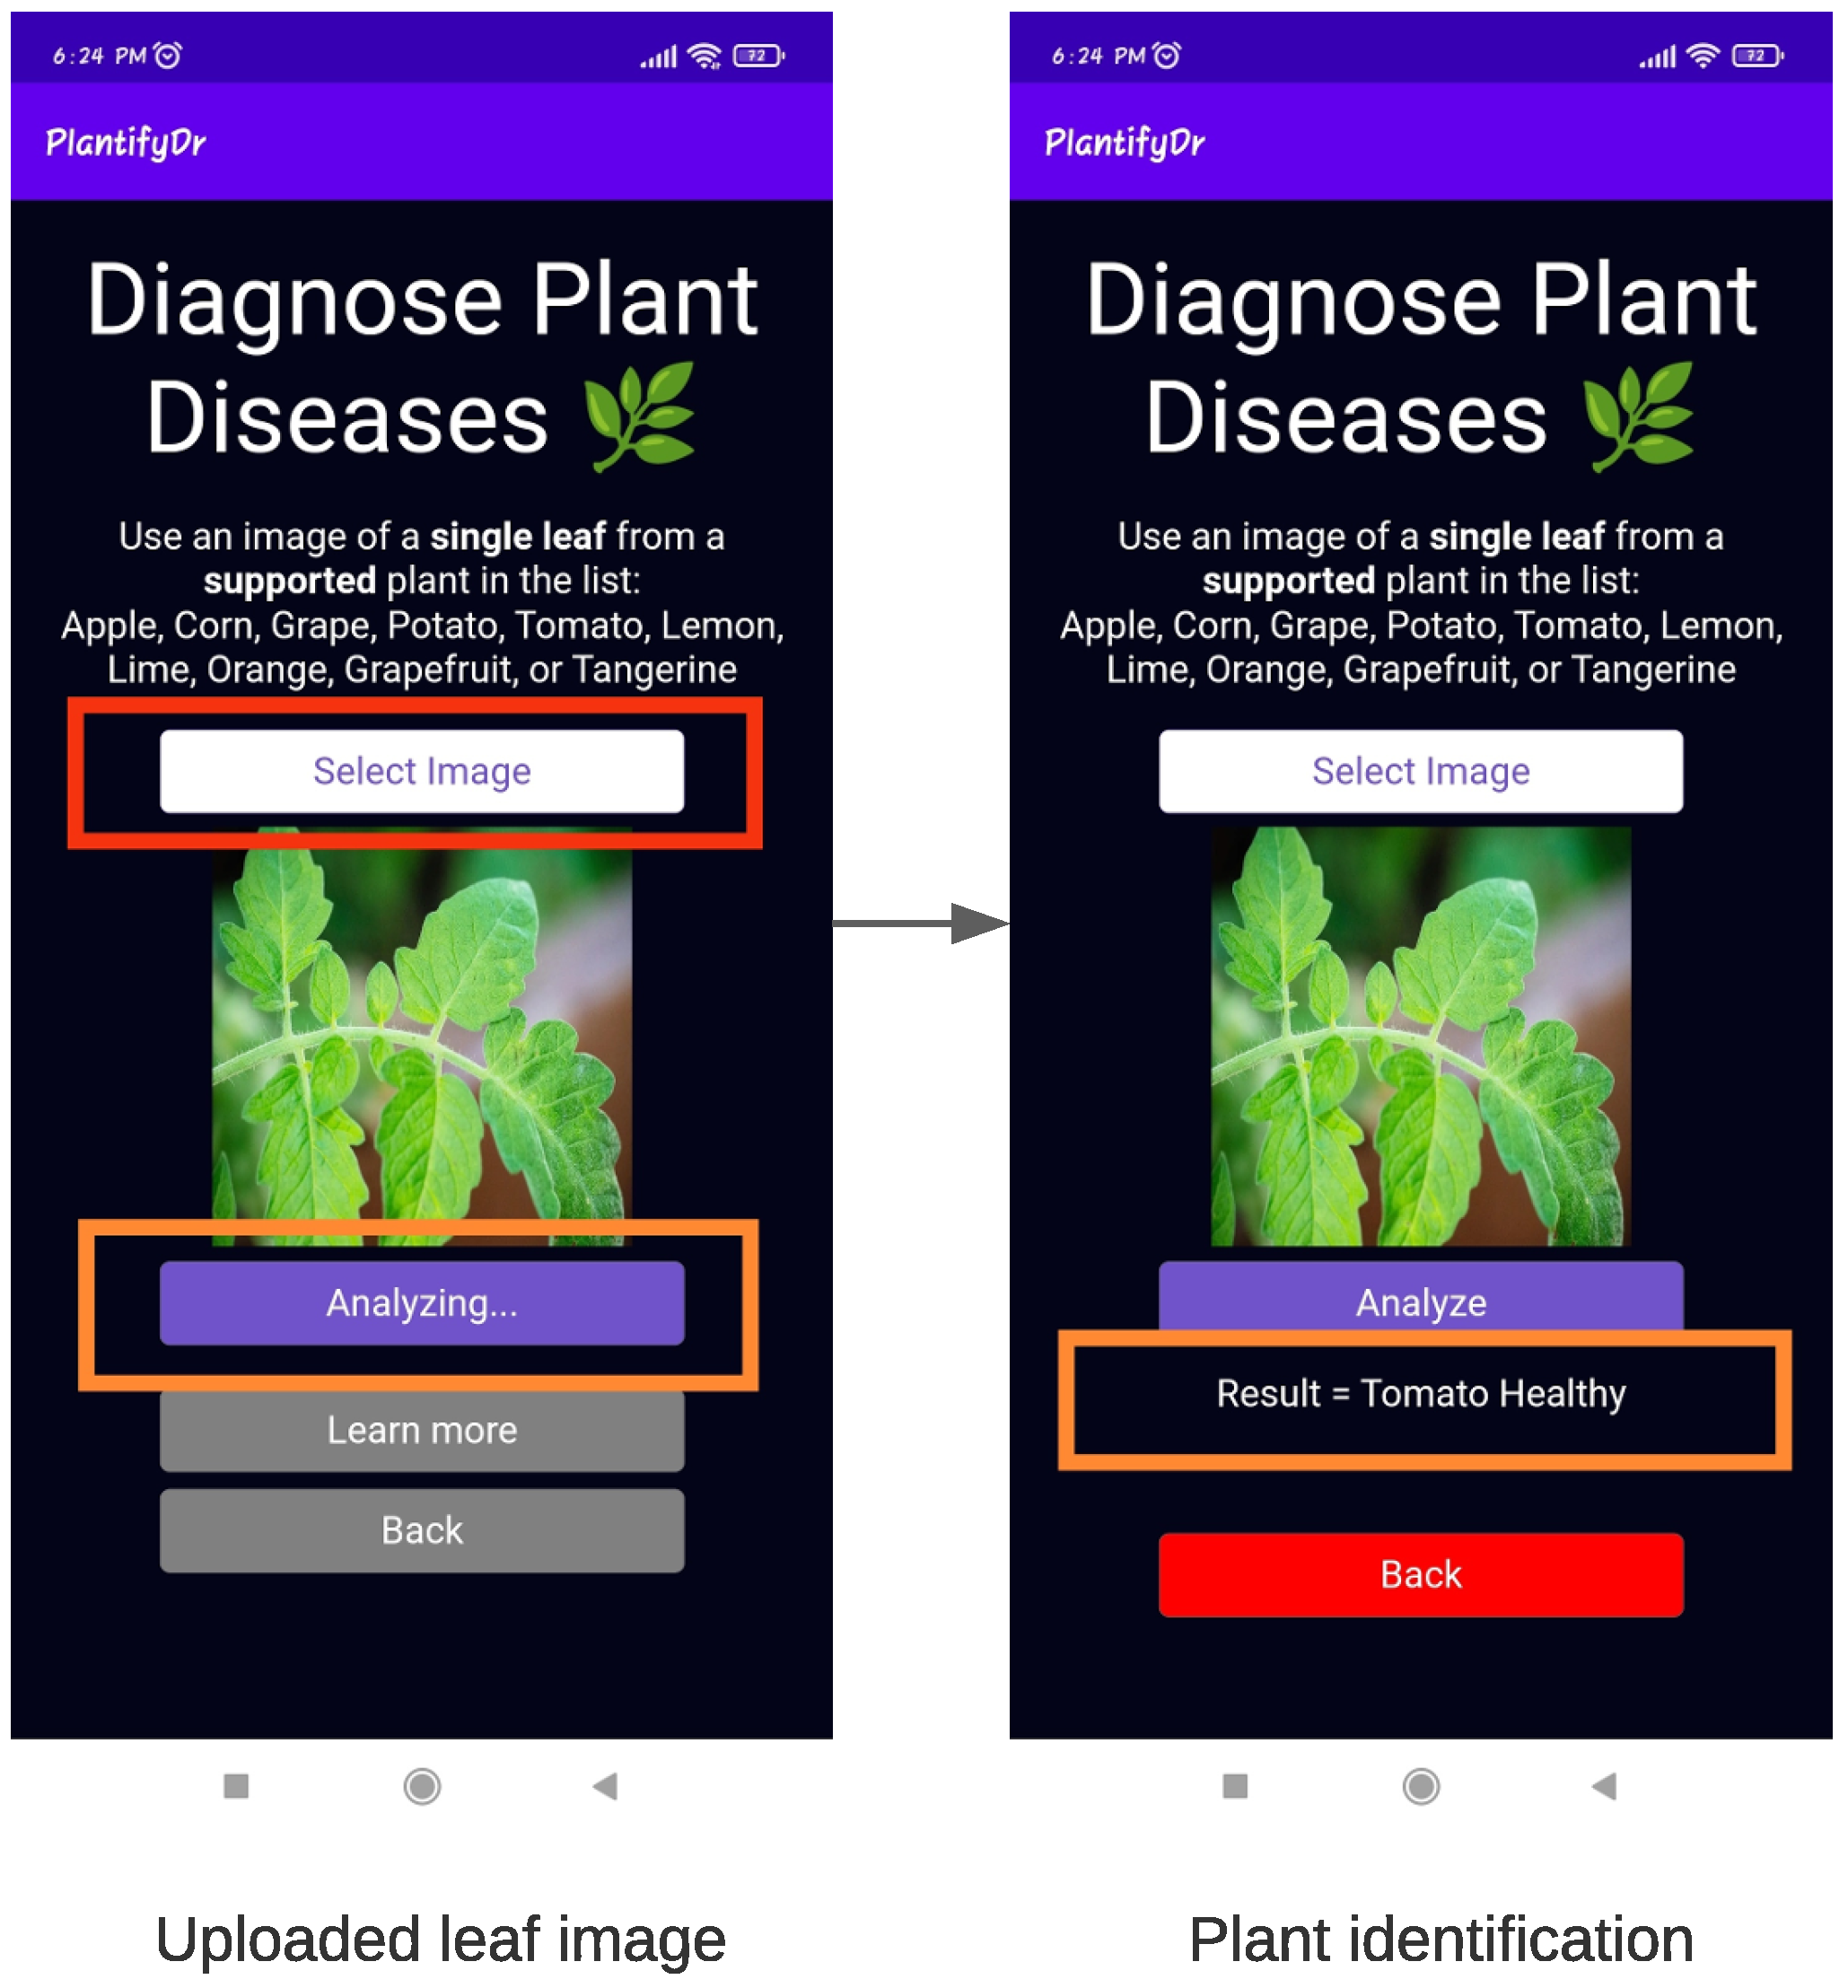 6:24 PM
72
PlantifyDr
Diagnose Plant
Diseases
Use an image of a single leaf from a
supported plant in the list:
Apple, Corn, Grape, Potato, Tomato, Lemon,
Lime, Orange, Grapefruit, or Tangerine
Select Image
Analyzing...
Learn more
Back
Uploaded leaf image
6:24 PM
72
PlantifyDr
Diagnose Plant
Diseases
Use an image of a single leaf from a
supported plant in the list:
Apple, Corn, Grape, Potato, Tomato, Lemon,
Lime, Orange, Grapefruit, or Tangerine
Select Image
Analyze
Result = Tomato Healthy
Back
Plant identification